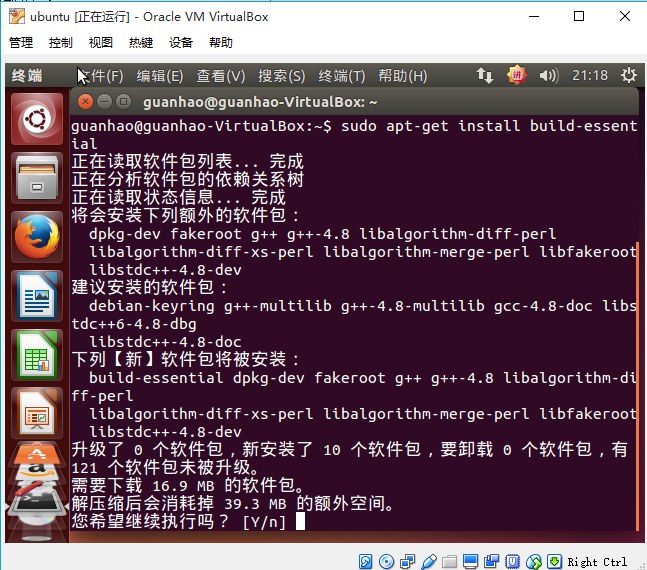 ubuntu [正在运行] - Oracle VM VirtualBox
管理 控制 视图 热键 设备 帮助
终端 文件(F) 编辑(E) 查看(V) 搜索(S) 终端(T) 帮助(H) 拼 21:18
guanhao@guanhao-VirtualBox: ~
guanhao@guanhao-VirtualBox:~$ sudo apt-get install build-essent
ial
正在读取软件包列表... 完成
正在分析软件包的依赖关系树
正在读取状态信息... 完成
将会安装下列额外的软件包：
dpkg-dev fakeroot g++ g++-4.8 libalgorithm-diff-perl
libalgorithm-diff-xs-perl libalgorithm-merge-perl libfakeroot
libstdc++-4.8-dev
建议安装的软件包：
debian-keyring g++-multilib g++-4.8-multilib gcc-4.8-doc libs
tdc++6-4.8-dbg
libstdc++-4.8-doc
下列【新】软件包将被安装：
build-essential dpkg-dev fakeroot g++ g++-4.8 libalgorithm-di
ff-perl
libalgorithm-diff-xs-perl libalgorithm-merge-perl libfakeroot
libstdc++-4.8-dev
升级了 0 个软件包，新安装了 10 个软件包，要卸载 0 个软件包，有
121 个软件包未被升级。
需要下载 16.9 MB 的软件包。
解压缩后会消耗掉 39.3 MB 的额外空间。
您希望继续执行吗？ [Y/n]
Right Ctrl